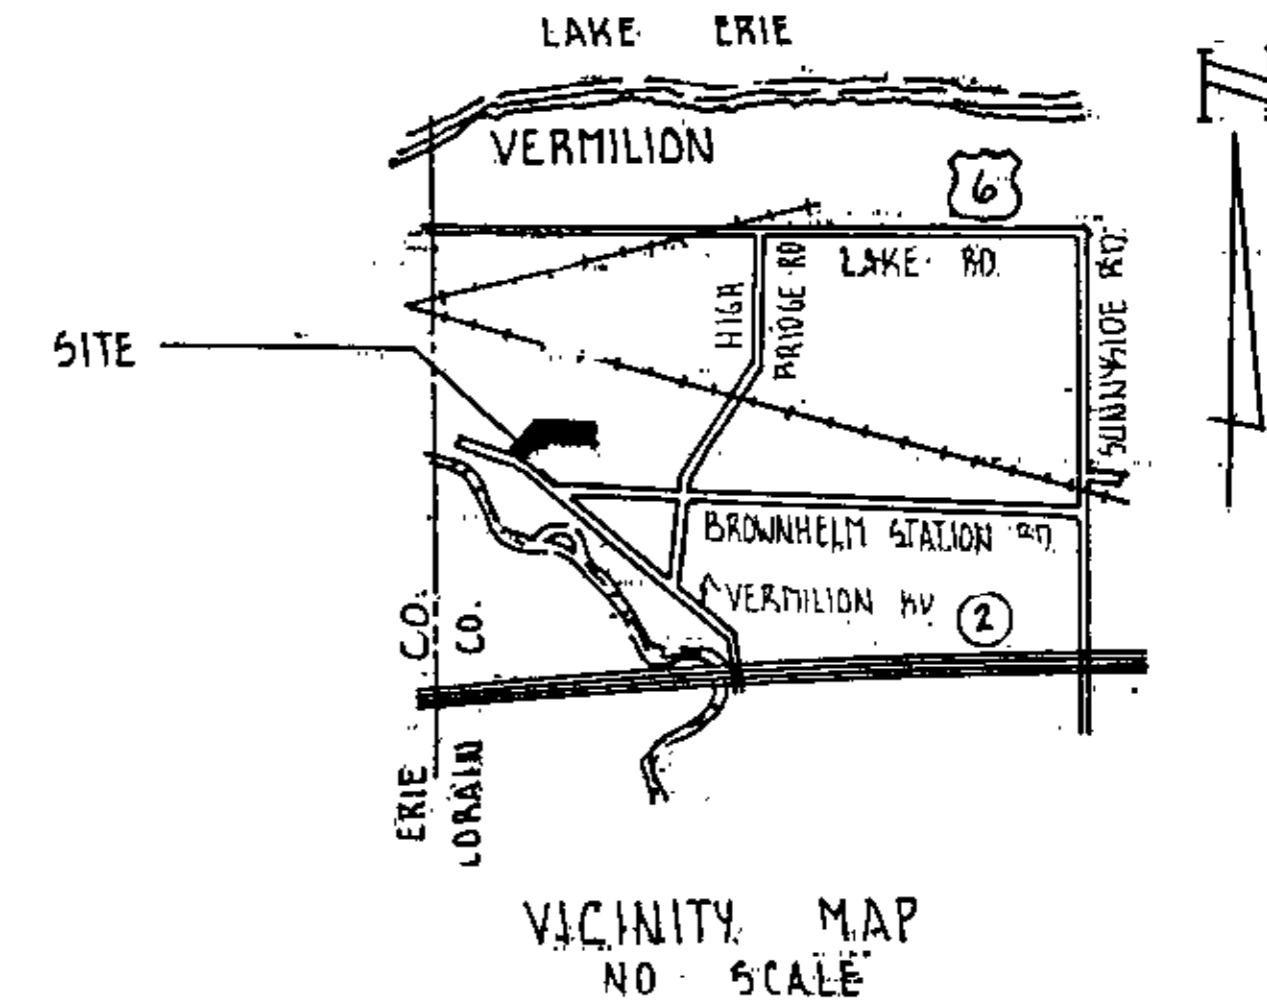 LAKE ERIE
VERMILION
6
LAKE RD.
HIGH
BRIDGE RD
SUNNYSIDE RD.
SITE
BROWNHELM STATION RD.
VERMILION RV
2
ERIE CO.
LORAIN CO.
VICINITY MAP
NO SCALE